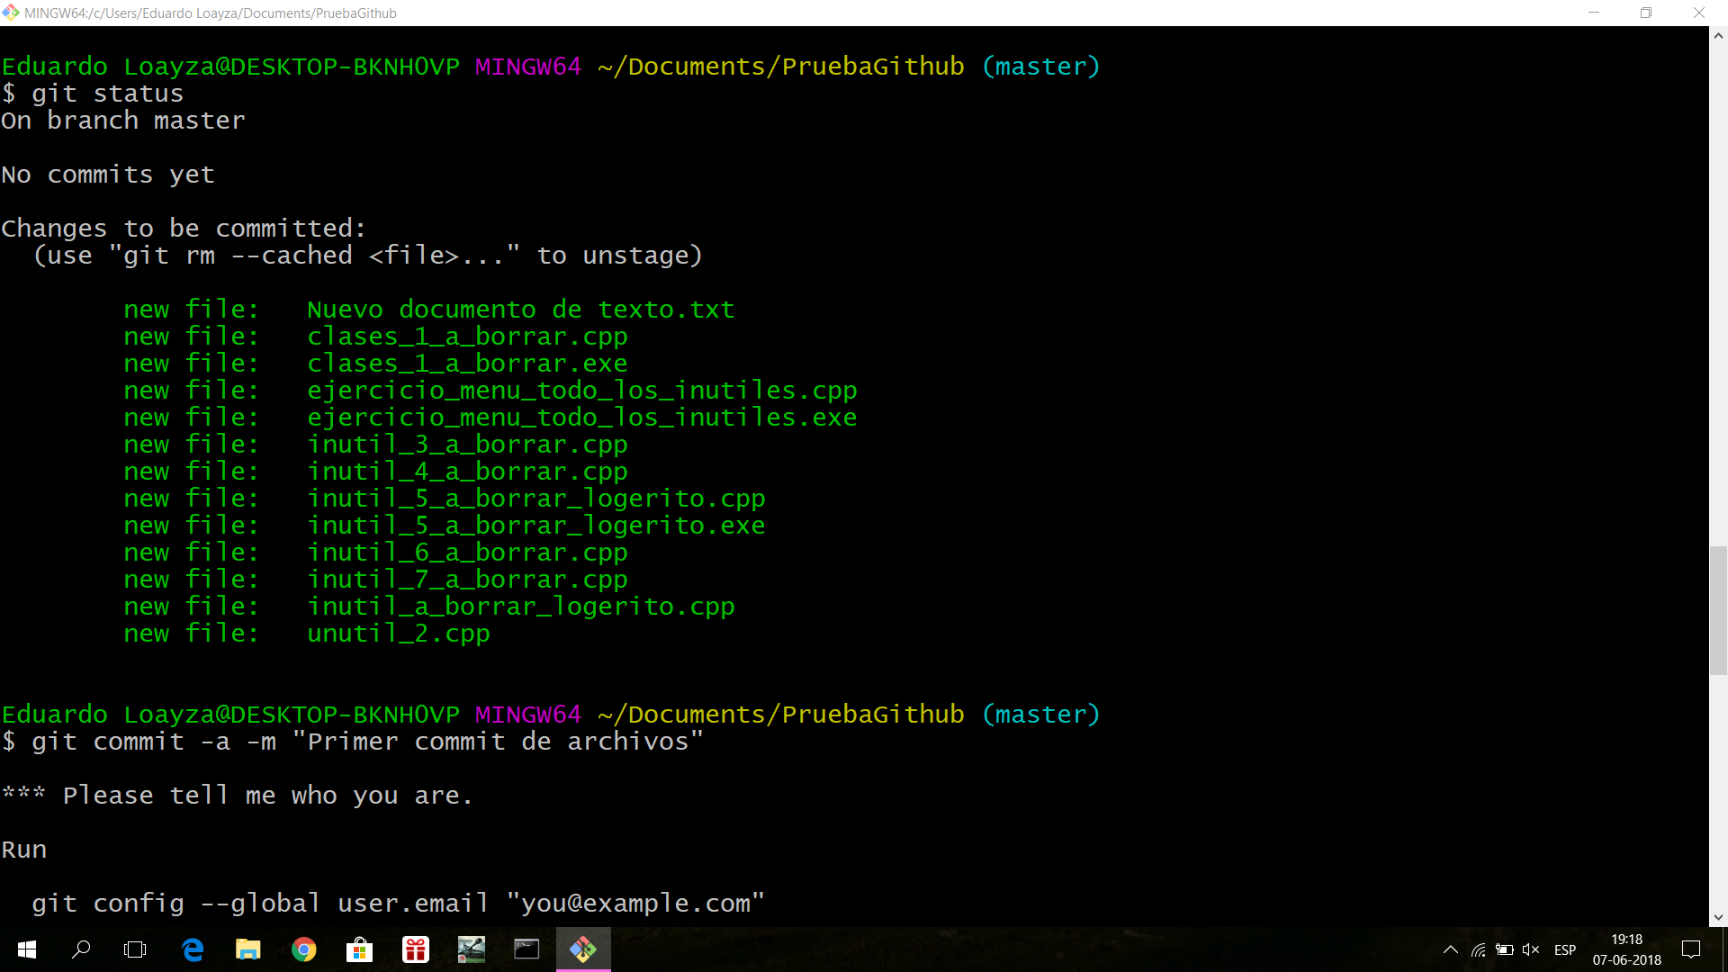 MINGW64:/c/Users/Eduardo Loayza/Documents/PruebaGithub
Eduardo Loayza@DESKTOP-BKNH0VP MINGW64 ~/Documents/PruebaGithub (master)
$ git status
On branch master
No commits yet
Changes to be committed:
  (use "git rm --cached <file>..." to unstage)
        new file:   Nuevo documento de texto.txt
        new file:   clases_1_a_borrar.cpp
        new file:   clases_1_a_borrar.exe
        new file:   ejercicio_menu_todo_los_inutiles.cpp
        new file:   ejercicio_menu_todo_los_inutiles.exe
        new file:   inutil_3_a_borrar.cpp
        new file:   inutil_4_a_borrar.cpp
        new file:   inutil_5_a_borrar_logerito.cpp
        new file:   inutil_5_a_borrar_logerito.exe
        new file:   inutil_6_a_borrar.cpp
        new file:   inutil_7_a_borrar.cpp
        new file:   inutil_a_borrar_logerito.cpp
        new file:   unutil_2.cpp
Eduardo Loayza@DESKTOP-BKNH0VP MINGW64 ~/Documents/PruebaGithub (master)
$ git commit -a -m "Primer commit de archivos"
*** Please tell me who you are.
Run
  git config --global user.email "you@example.com"
ESP
19:18
07-06-2018